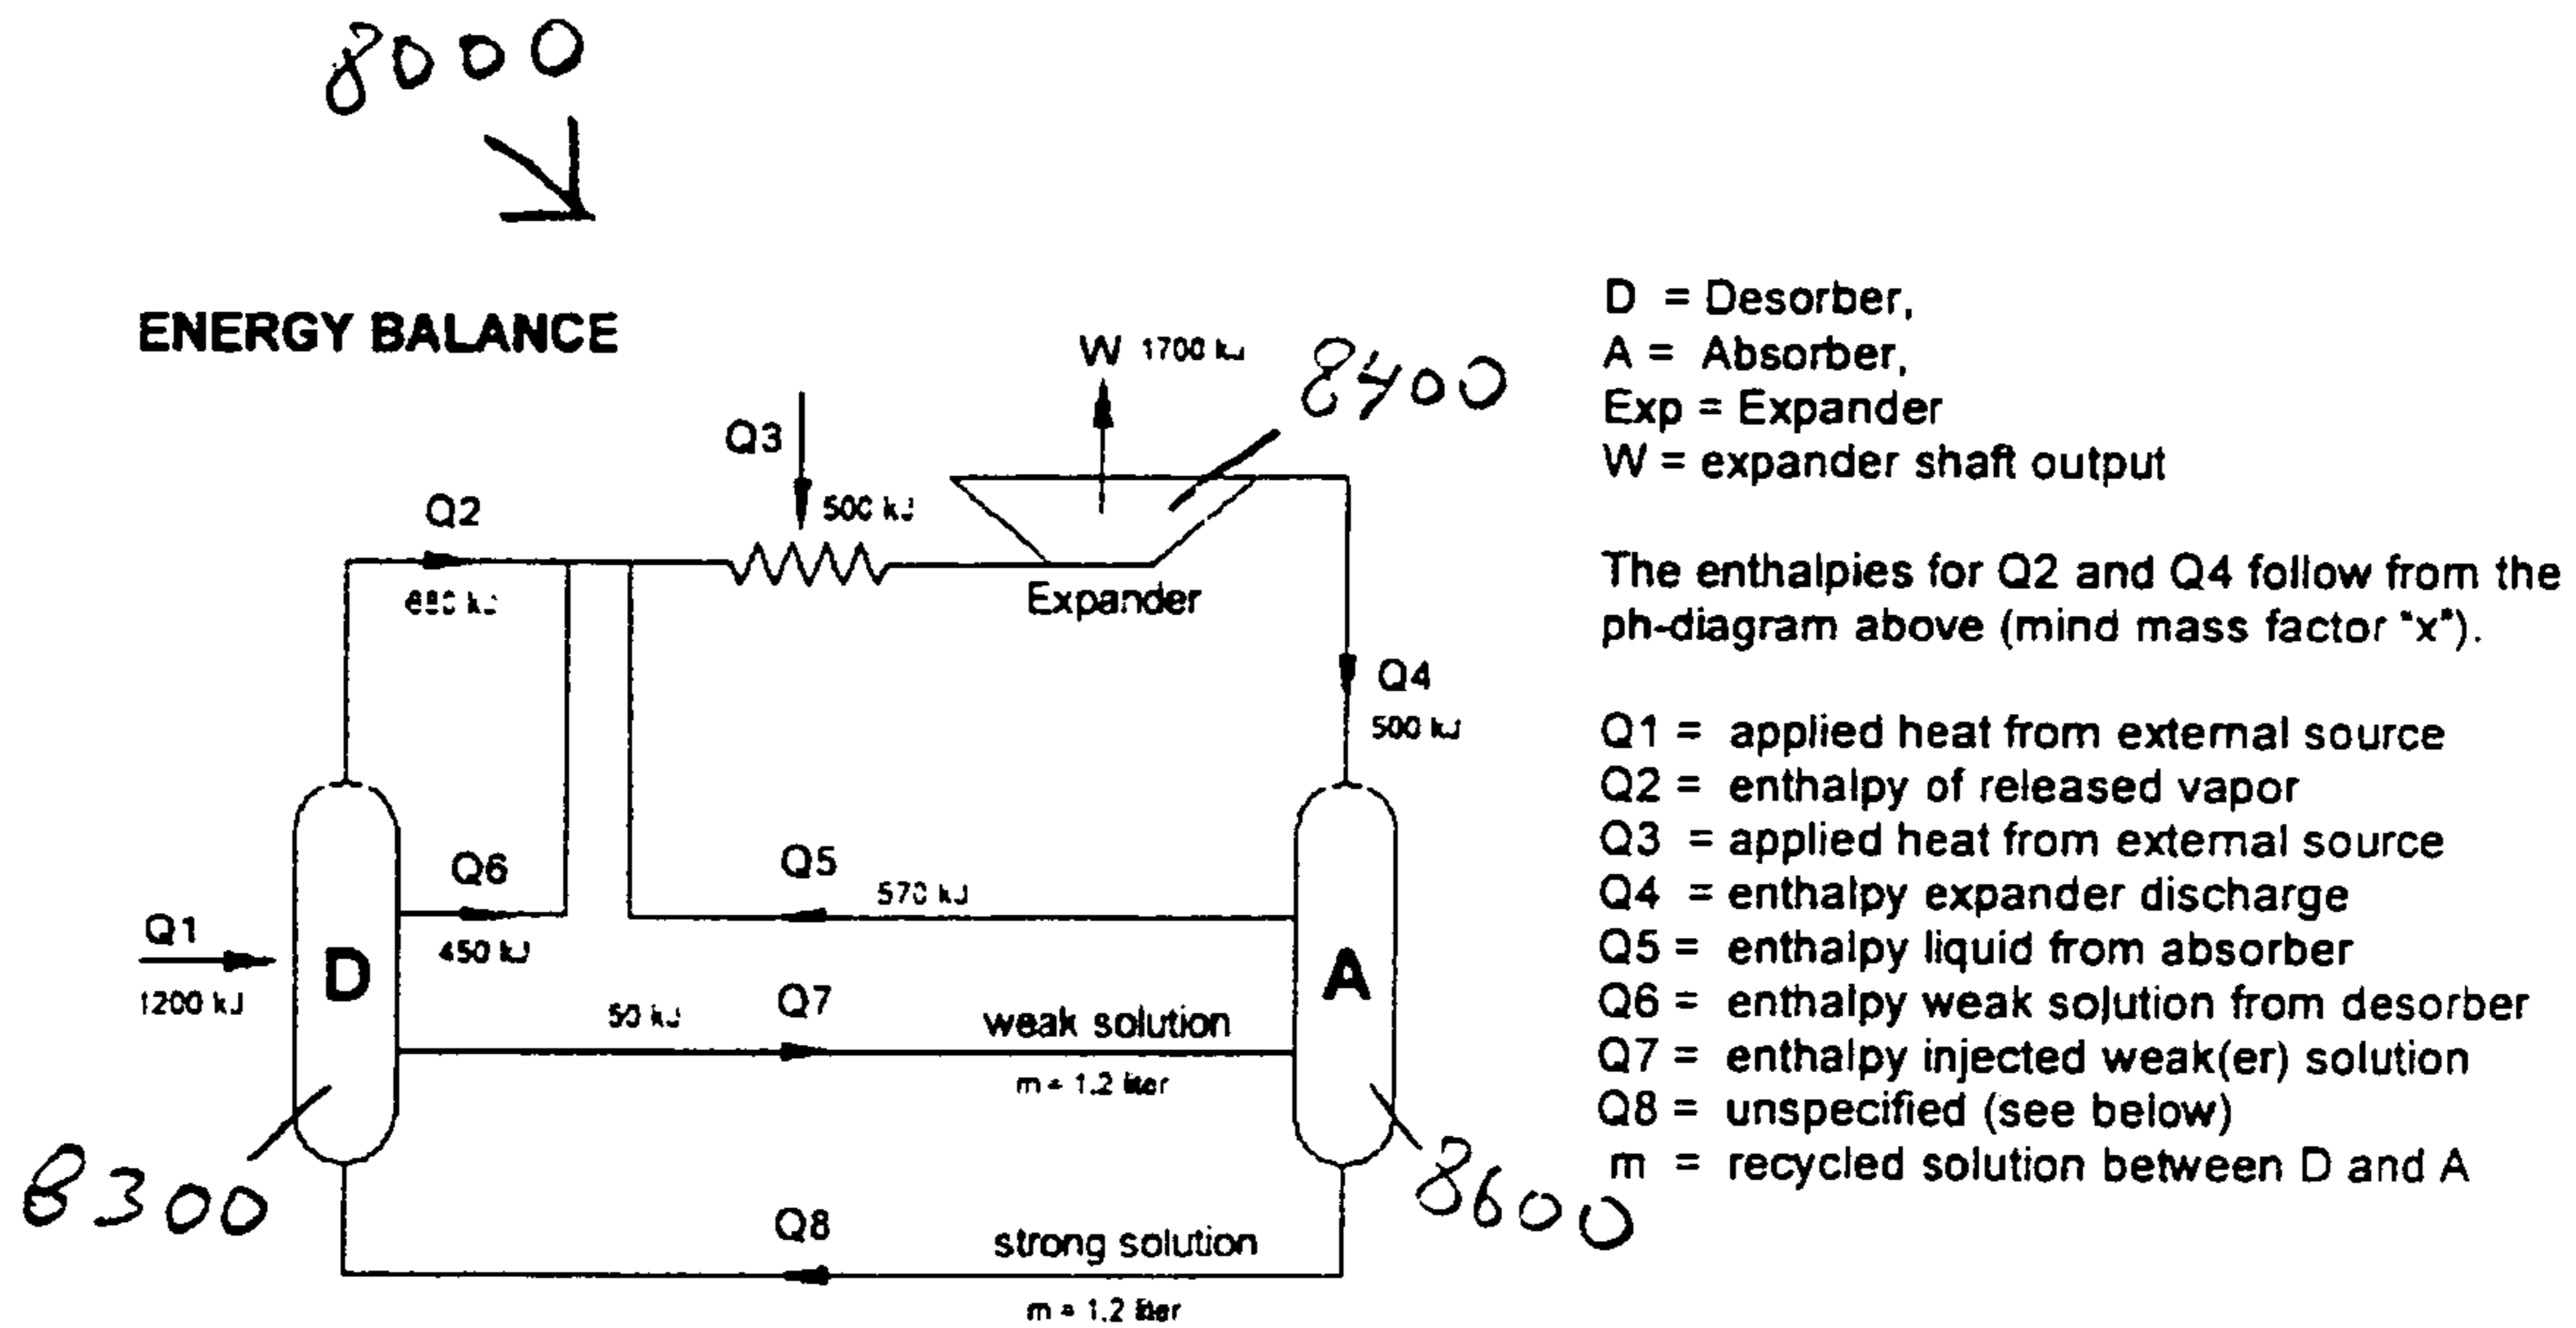 8000
ENERGY BALANCE
W 1700 kJ
8400
Q3
500 kJ
Q2
680 kJ
Expander
Q4
500 kJ
Q6
450 kJ
Q5
570 kJ
Q1
1200 kJ
D
A
50 kJ
Q7
weak solution
m = 1.2 liter
8300
8600
Q8
strong solution
m = 1.2 liter
D = Desorber,
A = Absorber,
Exp = Expander
W = expander shaft output
The enthalpies for Q2 and Q4 follow from the
ph-diagram above (mind mass factor "x").
Q1 = applied heat from external source
Q2 = enthalpy of released vapor
Q3 = applied heat from external source
Q4 = enthalpy expander discharge
Q5 = enthalpy liquid from absorber
Q6 = enthalpy weak solution from desorber
Q7 = enthalpy injected weak(er) solution
Q8 = unspecified (see below)
m = recycled solution between D and A